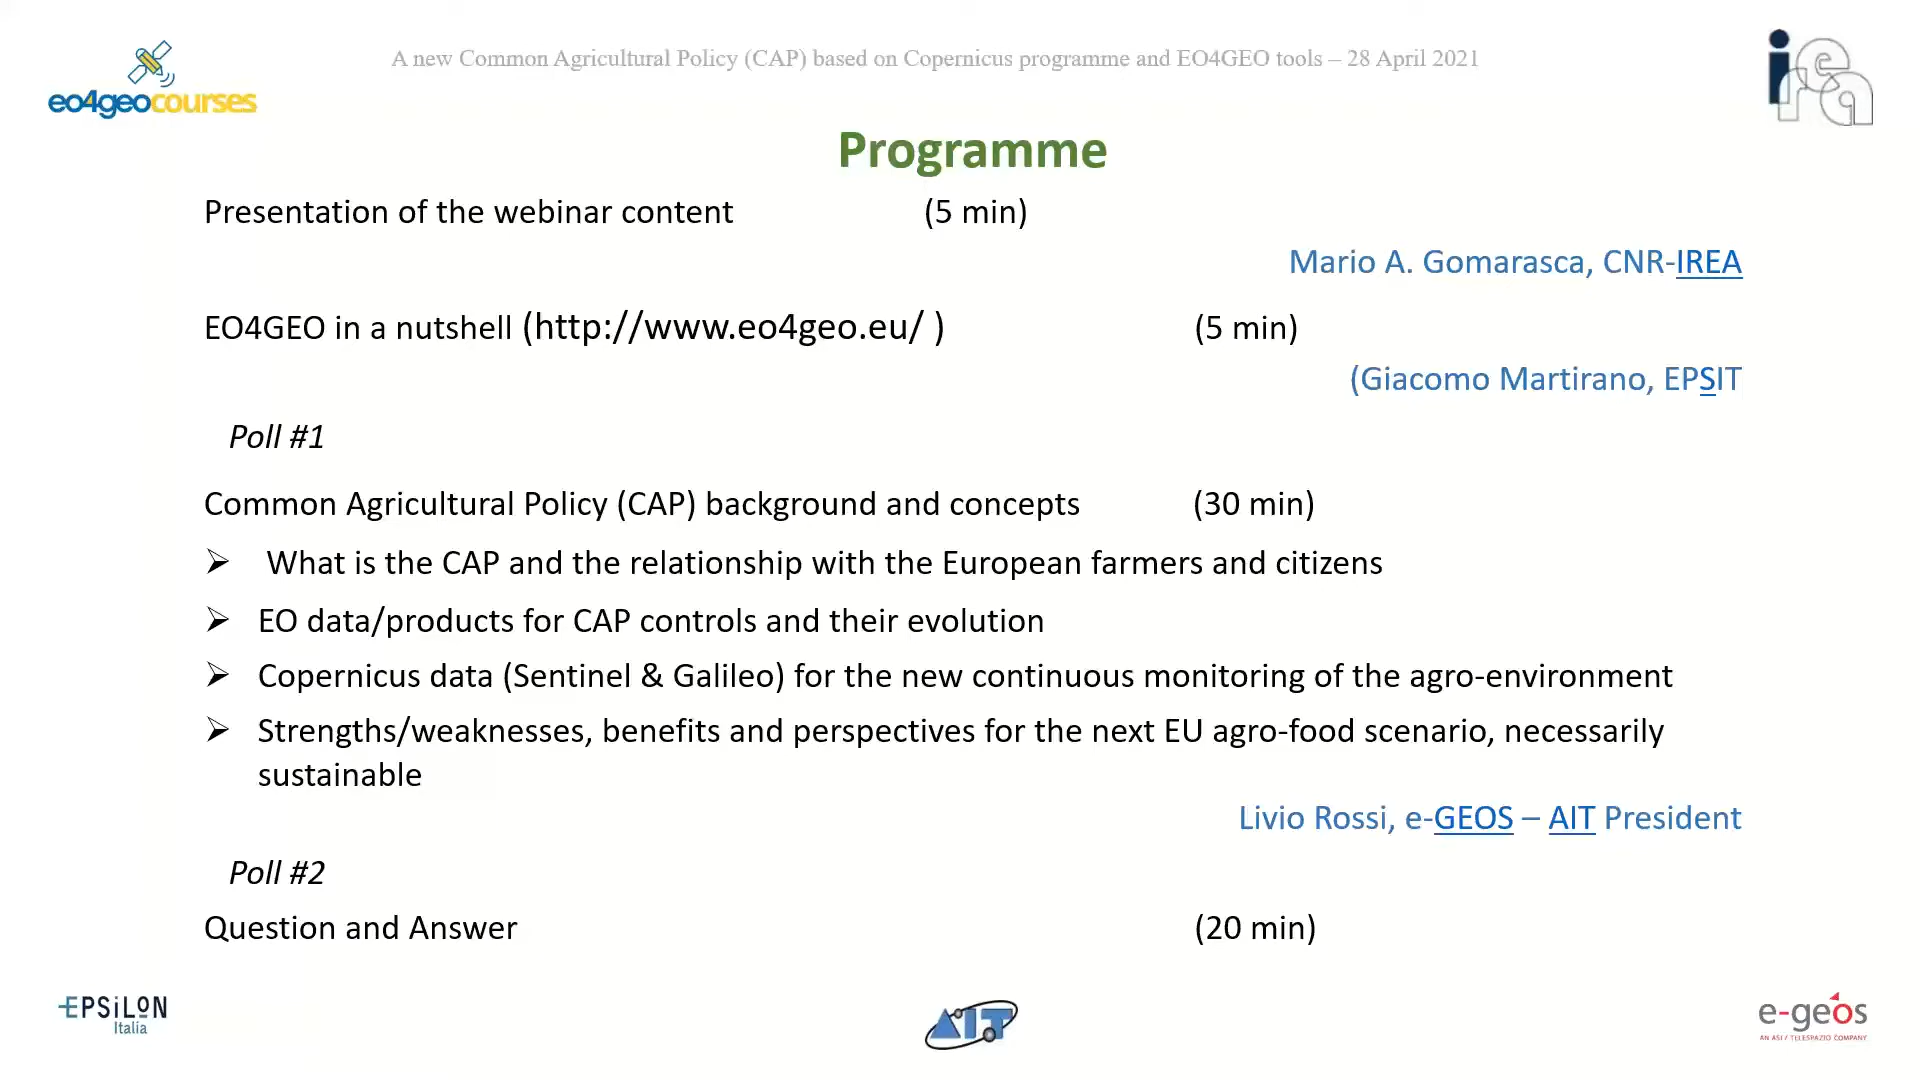 A new Common Agricultural Policy (CAP) based on Copernicus programme and EO4GEO tools – 28 April 2021
eo4geocourses
irea
Programme
Presentation of the webinar content (5 min)
Mario A. Gomarasca, CNR-IREA
EO4GEO in a nutshell (http://www.eo4geo.eu/ ) (5 min)
(Giacomo Martirano, EPSIT
Poll #1
Common Agricultural Policy (CAP) background and concepts (30 min)
What is the CAP and the relationship with the European farmers and citizens
EO data/products for CAP controls and their evolution
Copernicus data (Sentinel & Galileo) for the new continuous monitoring of the agro-environment
Strengths/weaknesses, benefits and perspectives for the next EU agro-food scenario, necessarily
sustainable
Livio Rossi, e-GEOS – AIT President
Poll #2
Question and Answer (20 min)
EPSiLON
Italia
AIT
e-geos
AN ASI / TELESPAZIO COMPANY